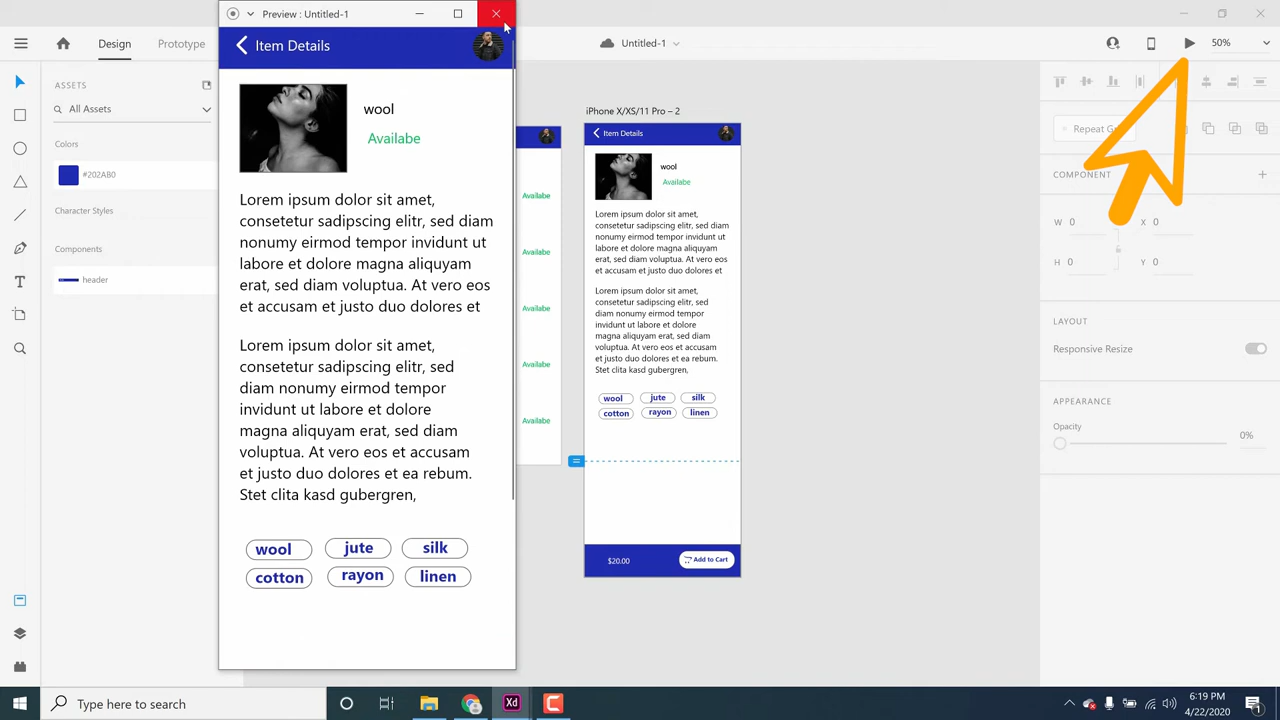 Preview : Untitled-1
Design
Prototype
Untitled-1
50%
Item Details
wool
Availabe
Lorem ipsum dolor sit amet,
consetetur sadipscing elitr, sed diam
nonumy eirmod tempor invidunt ut
labore et dolore magna aliquyam
erat, sed diam voluptua. At vero eos
et accusam et justo duo dolores et
Lorem ipsum dolor sit amet,
consetetur sadipscing elitr, sed
diam nonumy eirmod tempor
invidunt ut labore et dolore
magna aliquyam erat, sed diam
voluptua. At vero eos et accusam
et justo duo dolores et ea rebum.
Stet clita kasd gubergren,
wool
jute
silk
cotton
rayon
linen
ASSETS
All Assets
Colors
#202AB0
Character Styles
Components
header
Availabe
Availabe
Availabe
Availabe
Availabe
iPhone X/XS/11 Pro – 2
Item Details
wool
Availabe
Lorem ipsum dolor sit amet,
consetetur sadipscing elitr, sed diam
nonumy eirmod tempor invidunt ut
labore et dolore magna aliquyam
erat, sed diam voluptua. At vero eos
et accusam et justo duo dolores et
Lorem ipsum dolor sit amet,
consetetur sadipscing elitr, sed
diam nonumy eirmod tempor
invidunt ut labore et dolore
magna aliquyam erat, sed diam
voluptua. At vero eos et accusam
et justo duo dolores et ea rebum.
Stet clita kasd gubergren,
wool
jute
silk
cotton
rayon
linen
$20.00
Add to Cart
Repeat
COMPONENT
W 0
X 0
H 0
Y 0
LAYOUT
Responsive Resize
APPEARANCE
Opacity
0%
Type here to search
Xd
6:19 PM
4/22/2020